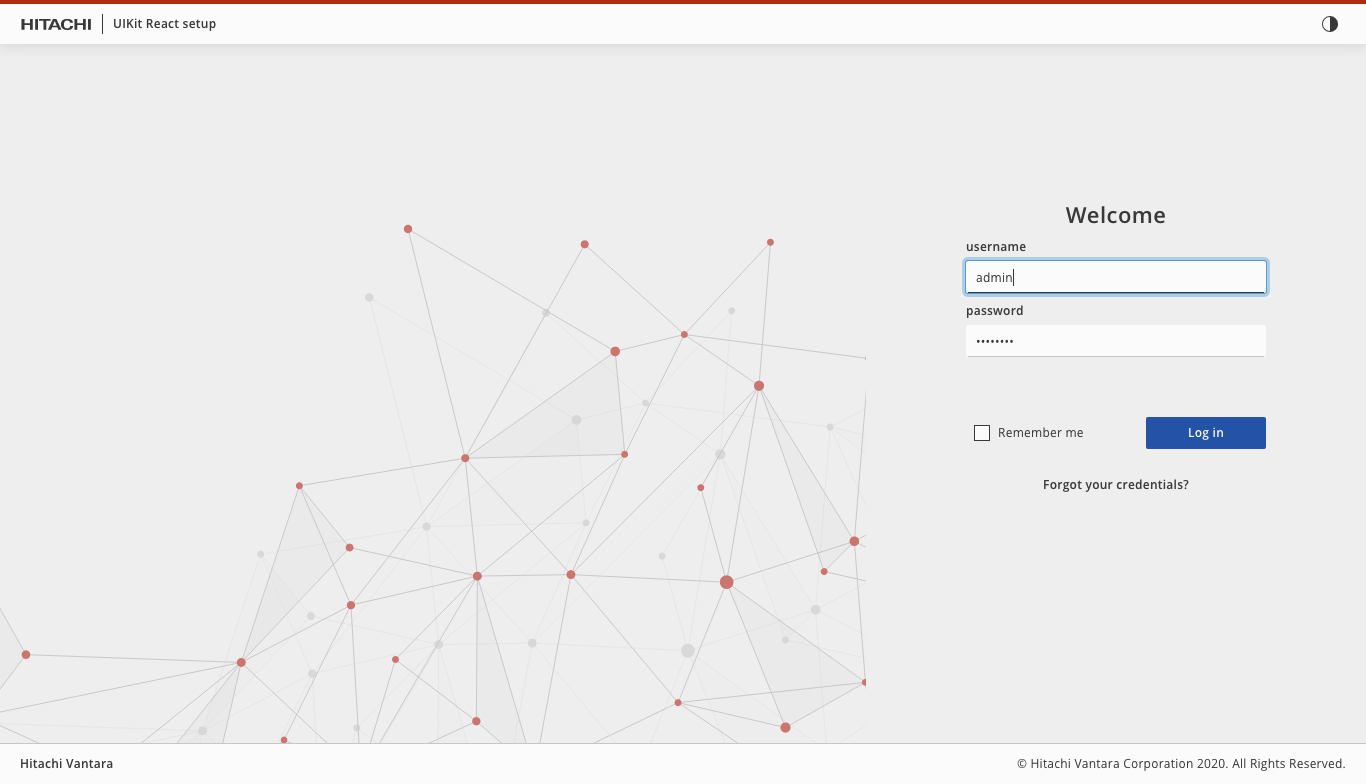 HITACHI UIKit React setup
Welcome
username
admin
password
••••••••
Remember me Log in
Forgot your credentials?
Hitachi Vantara © Hitachi Vantara Corporation 2020. All Rights Reserved.